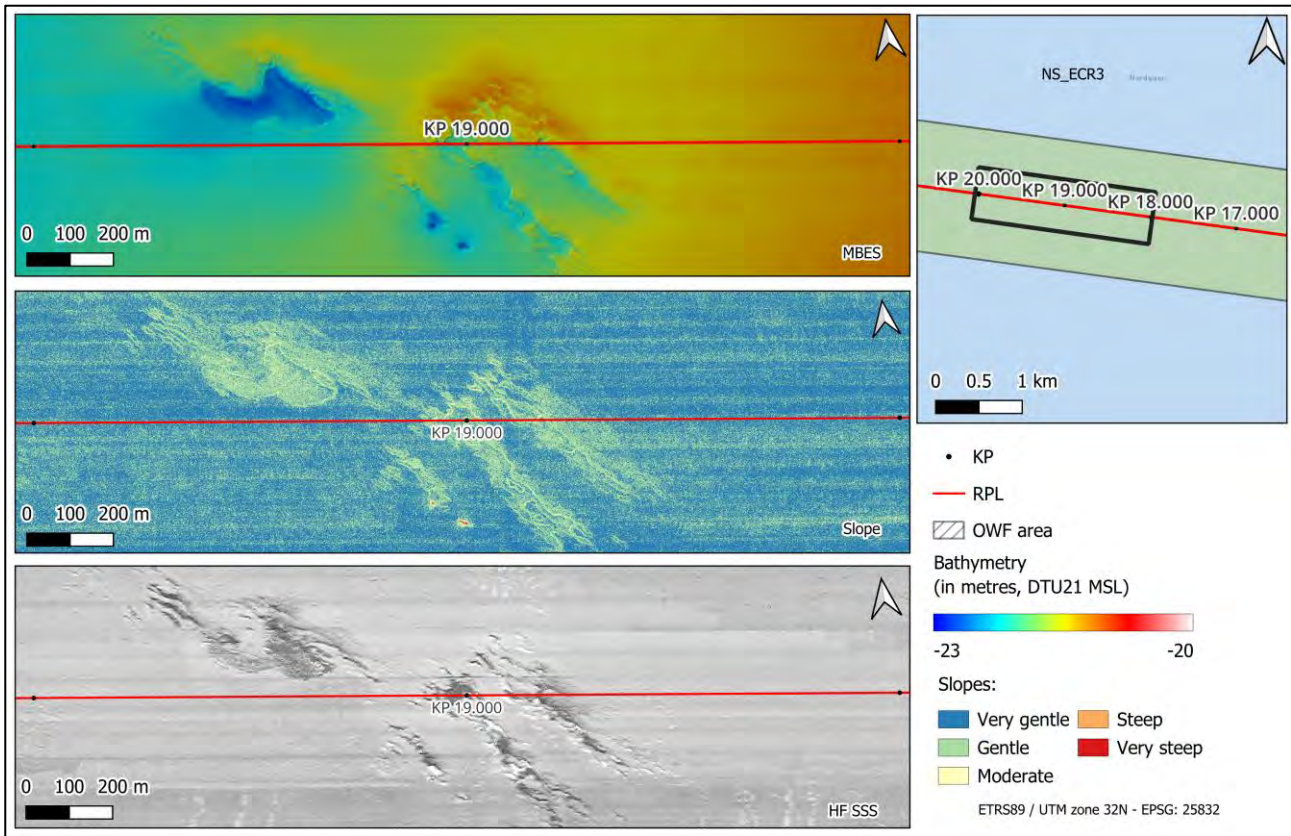 KP 19.000
0 100 200 m
MBES
KP 19.000
0 100 200 m
Slope
KP 19.000
0 100 200 m
HF SSS
NS_ECR3
KP 20.000
KP 19.000
KP 18.000
KP 17.000
0 0.5 1 km
KP
RPL
OWF area
Bathymetry
(in metres, DTU21 MSL)
-23 -20
Slopes:
Very gentle Steep
Gentle Very steep
Moderate
ETRS89 / UTM zone 32N - EPSG: 25832